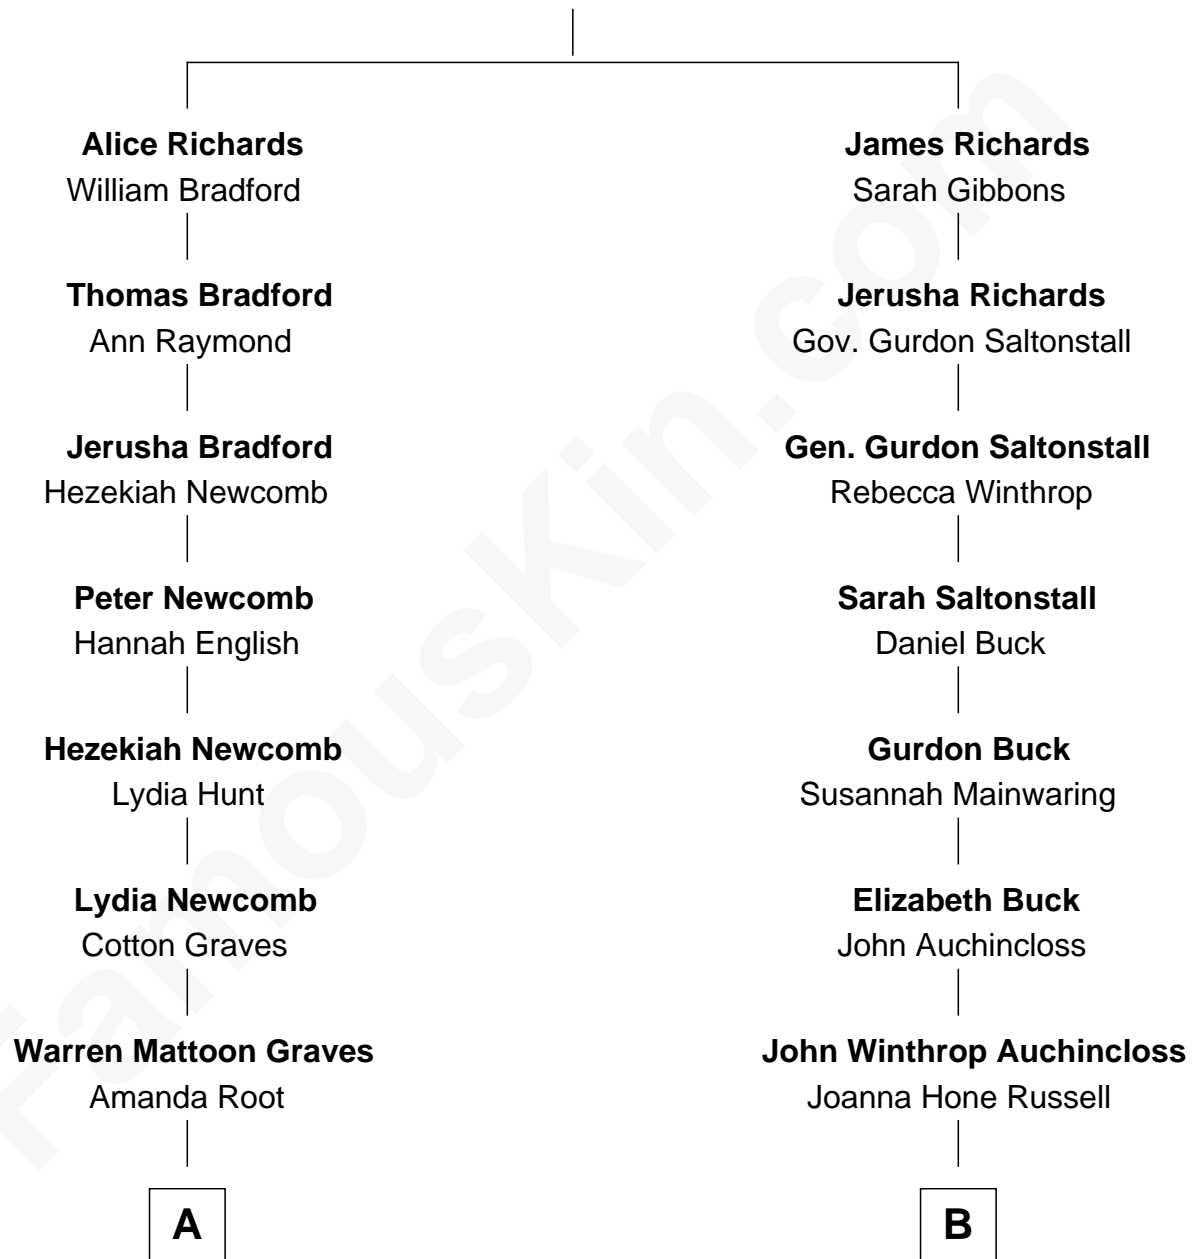 Alice Richards
William Bradford
James Richards
Sarah Gibbons
Thomas Bradford
Ann Raymond
Jerusha Richards
Gov. Gurdon Saltonstall
Jerusha Bradford
Hezekiah Newcomb
Gen. Gurdon Saltonstall
Rebecca Winthrop
Peter Newcomb
Hannah English
Sarah Saltonstall
Daniel Buck
Hezekiah Newcomb
Lydia Hunt
Gurdon Buck
Susannah Mainwaring
Lydia Newcomb
Cotton Graves
Elizabeth Buck
John Auchincloss
Warren Mattoon Graves
Amanda Root
John Winthrop Auchincloss
Joanna Hone Russell
A
B
FamousKin.com